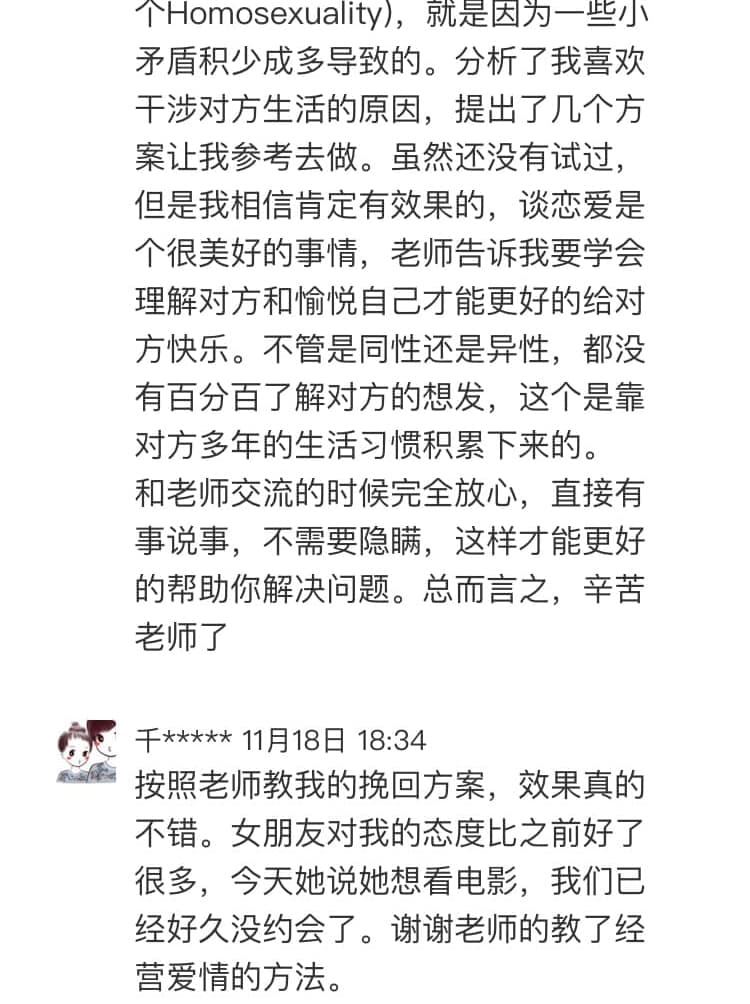 个Homosexuality)，就是因为一些小
矛盾积少成多导致的。分析了我喜欢
干涉对方生活的原因，提出了几个方
案让我参考去做。虽然还没有试过，
但是我相信肯定有效果的，谈恋爱是
个很美好的事情，老师告诉我要学会
理解对方和愉悦自己才能更好的给对
方快乐。不管是同性还是异性，都没
有百分百了解对方的想发，这个是靠
对方多年的生活习惯积累下来的。
和老师交流的时候完全放心，直接有
事说事，不需要隐瞒，这样才能更好
的帮助你解决问题。总而言之，辛苦
老师了
千***** 11月18日 18:34
按照老师教我的挽回方案，效果真的
不错。女朋友对我的态度比之前好了
很多，今天她说她想看电影，我们已
经好久没约会了。谢谢老师的教了经
营爱情的方法。